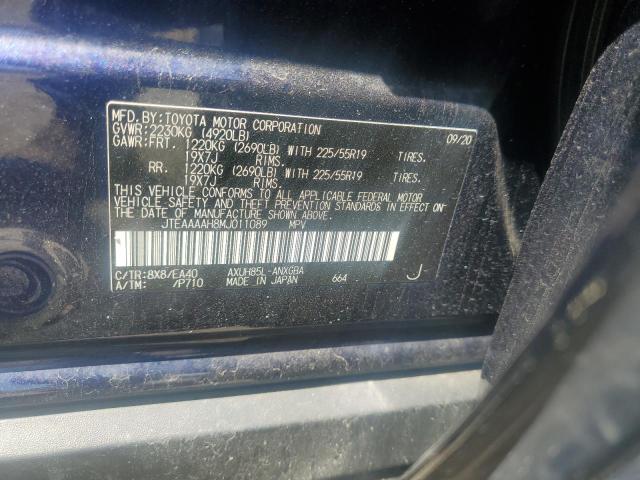 MFD. BY: TOYOTA MOTOR CORPORATION 09/20
GVWR: 2230KG (4920LB)
GAWR: FRT. 1220KG (2690LB) WITH 225/55R19 TIRES.
19X7J RIMS.
RR. 1220KG (2690LB) WITH 225/55R19 TIRES.
19X7J RIMS.
THIS VEHICLE CONFORMS TO ALL APPLICABLE FEDERAL MOTOR
VEHICLE SAFETY AND THEFT PREVENTION STANDARDS IN EFFECT ON
THE DATE OF MANUFACTURE SHOWN ABOVE.
JTEAAAAH8MJ011089 MPV
C/TR: 8X8/EA40 AXUH85L-ANXGBA
A/TM: /P710 MADE IN JAPAN 664 J